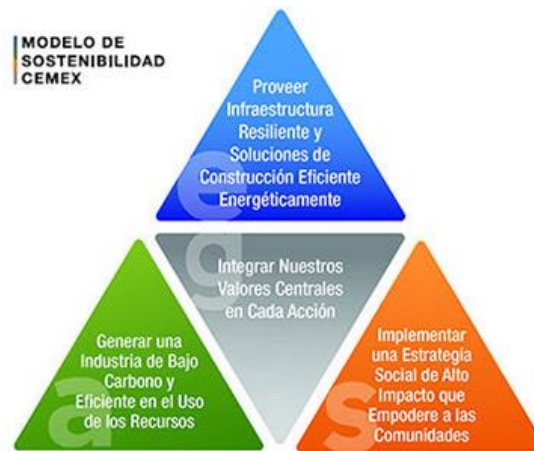 MODELO DE
SOSTENIBILIDAD
CEMEX
Proveer
Infraestructura
Resiliente y
Soluciones de
Construcción Eficiente
Energéticamente
e
g
Integrar Nuestros
Valores Centrales
en Cada Acción
Generar una
Industria de Bajo
Carbono y
Eficiente en el Uso
de los Recursos
a
Implementar
una Estrategia
Social de Alto
Impacto que
Empodere a las
Comunidades
s